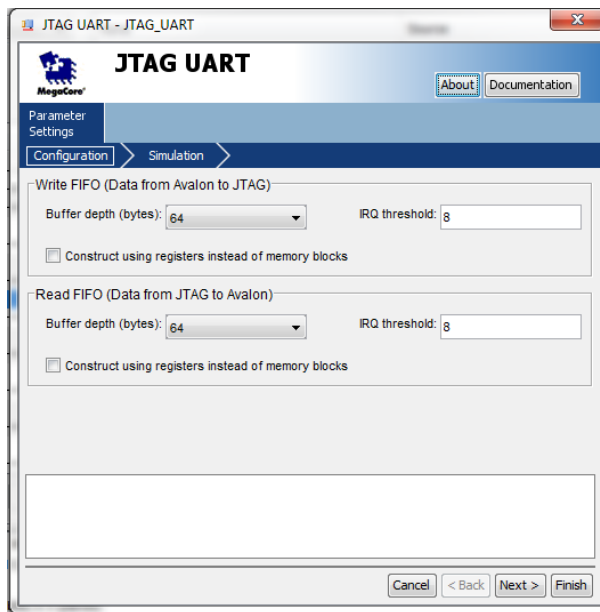 JTAG UART - JTAG_UART
MegaCore®
JTAG UART
About Documentation
Parameter
Settings
Configuration Simulation
Write FIFO (Data from Avalon to JTAG)
Buffer depth (bytes): 64 IRQ threshold: 8
Construct using registers instead of memory blocks
Read FIFO (Data from JTAG to Avalon)
Buffer depth (bytes): 64 IRQ threshold: 8
Construct using registers instead of memory blocks
Cancel < Back Next > Finish